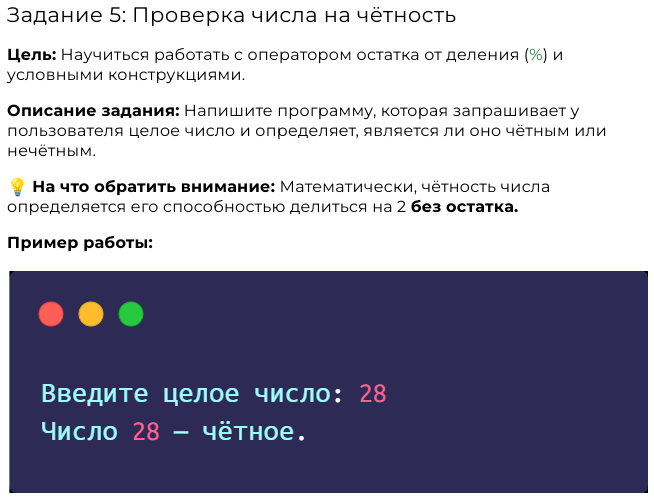 Задание 5: Проверка числа на чётность
Цель: Научиться работать с оператором остатка от деления (%) и
условными конструкциями.
Описание задания: Напишите программу, которая запрашивает у
пользователя целое число и определяет, является ли оно чётным или
нечётным.
💡 На что обратить внимание: Математически, чётность числа
определяется его способностью делиться на 2 без остатка.
Пример работы:
Введите целое число: 28
Число 28 — чётное.